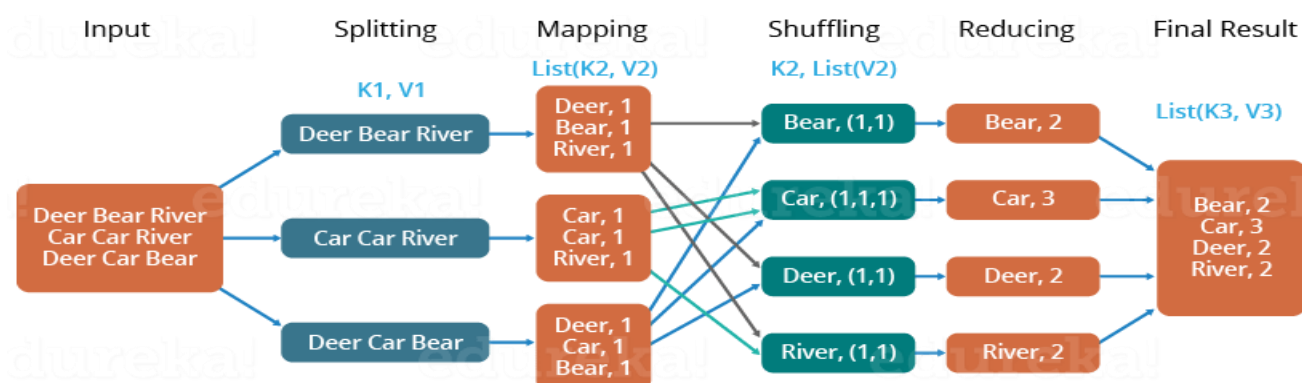 Input
Splitting
Mapping
Shuffling
Reducing
Final Result
K1, V1
List(K2, V2)
K2, List(V2)
List(K3, V3)
Deer Bear River
Car Car River
Deer Car Bear
Deer Bear River
Car Car River
Deer Car Bear
Deer, 1
Bear, 1
River, 1
Car, 1
Car, 1
River, 1
Deer, 1
Car, 1
Bear, 1
Bear, (1,1)
Car, (1,1,1)
Deer, (1,1)
River, (1,1)
Bear, 2
Car, 3
Deer, 2
River, 2
Bear, 2
Car, 3
Deer, 2
River, 2
edureka!